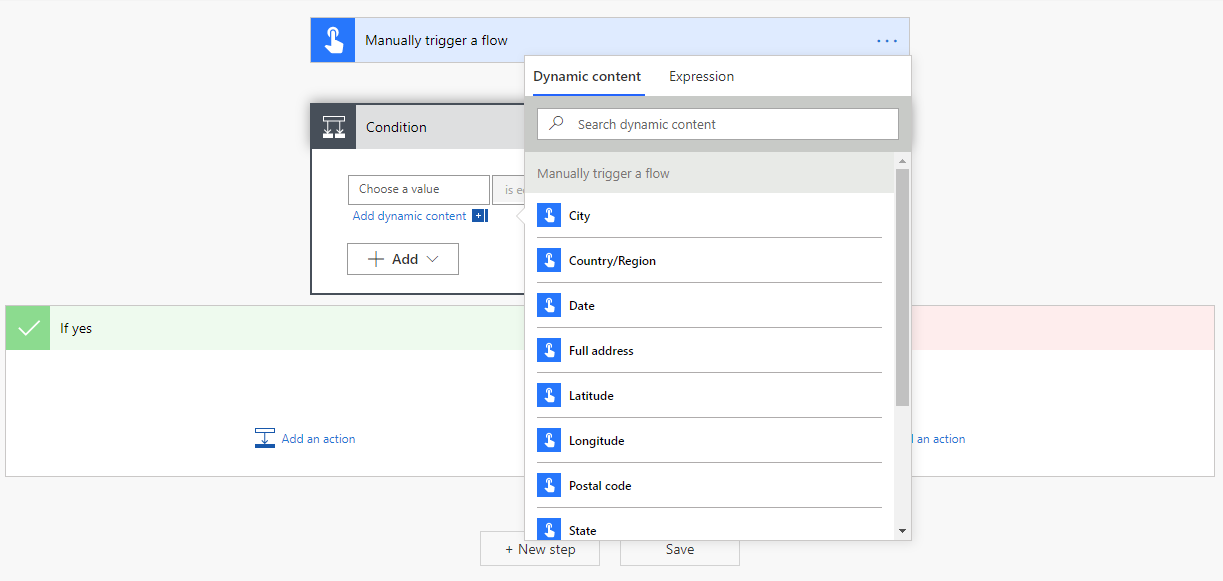 Manually trigger a flow
Dynamic content Expression
Search dynamic content
Condition
Manually trigger a flow
Choose a value is
Add dynamic content
City
Add
Country/Region
Date
If yes
Full address
Latitude
Add an action
Longitude
an action
Postal code
State
+ New step Save